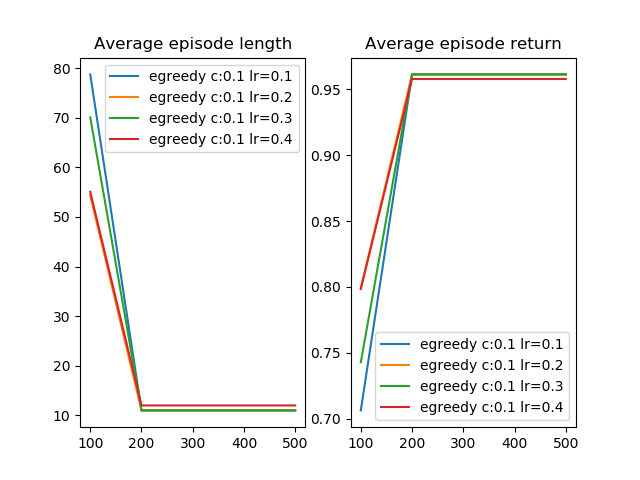 Average episode length
80
70
60
50
40
30
20
10
100 200 300 400 500
egreedy c:0.1 lr=0.1
egreedy c:0.1 lr=0.2
egreedy c:0.1 lr=0.3
egreedy c:0.1 lr=0.4
Average episode return
0.95
0.90
0.85
0.80
0.75
0.70
100 200 300 400 500
egreedy c:0.1 lr=0.1
egreedy c:0.1 lr=0.2
egreedy c:0.1 lr=0.3
egreedy c:0.1 lr=0.4